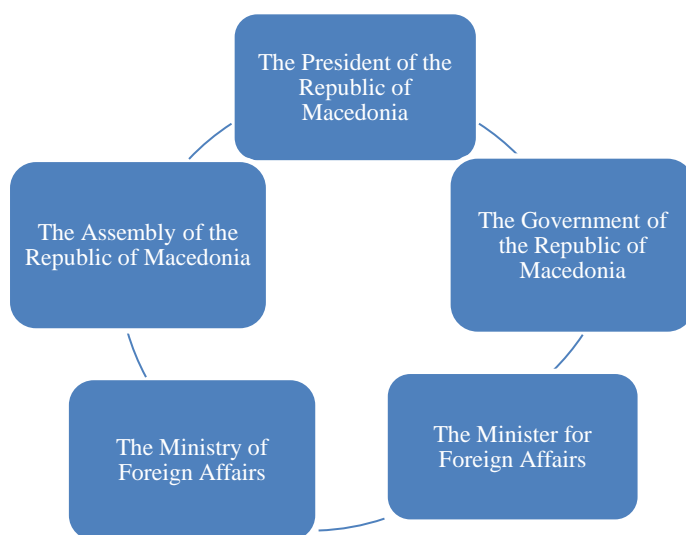 The President of the
Republic of
Macedonia
The Government of
the Republic of
Macedonia
The Minister for
Foreign Affairs
The Ministry of
Foreign Affairs
The Assembly of the
Republic of Macedonia